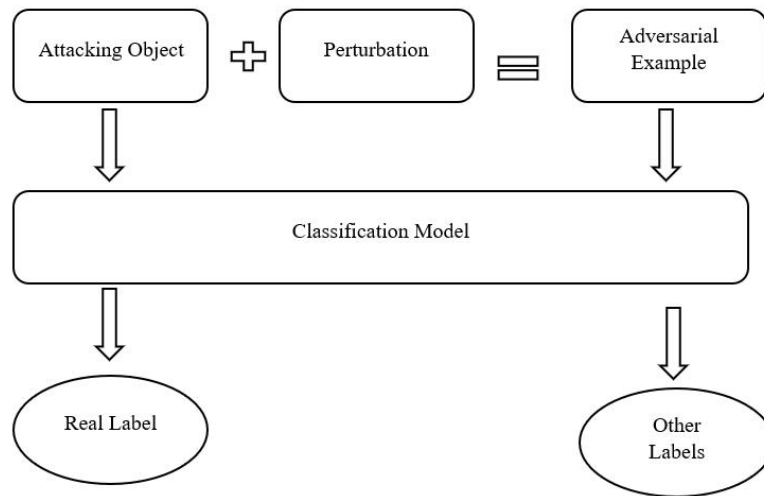 Attacking Object
Perturbation
Adversarial
Example
Classification Model
Real Label
Other
Labels